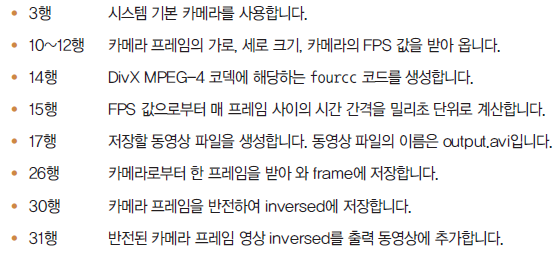 • 3행 시스템 기본 카메라를 사용합니다.
• 10~12행 카메라 프레임의 가로, 세로 크기, 카메라의 FPS 값을 받아 옵니다.
• 14행 DivX MPEG-4 코덱에 해당하는 fourcc 코드를 생성합니다.
• 15행 FPS 값으로부터 매 프레임 사이의 시간 간격을 밀리초 단위로 계산합니다.
• 17행 저장할 동영상 파일을 생성합니다. 동영상 파일의 이름은 output.avi입니다.
• 26행 카메라로부터 한 프레임을 받아 와 frame에 저장합니다.
• 30행 카메라 프레임을 반전하여 inversed에 저장합니다.
• 31행 반전된 카메라 프레임 영상 inversed를 출력 동영상에 추가합니다.